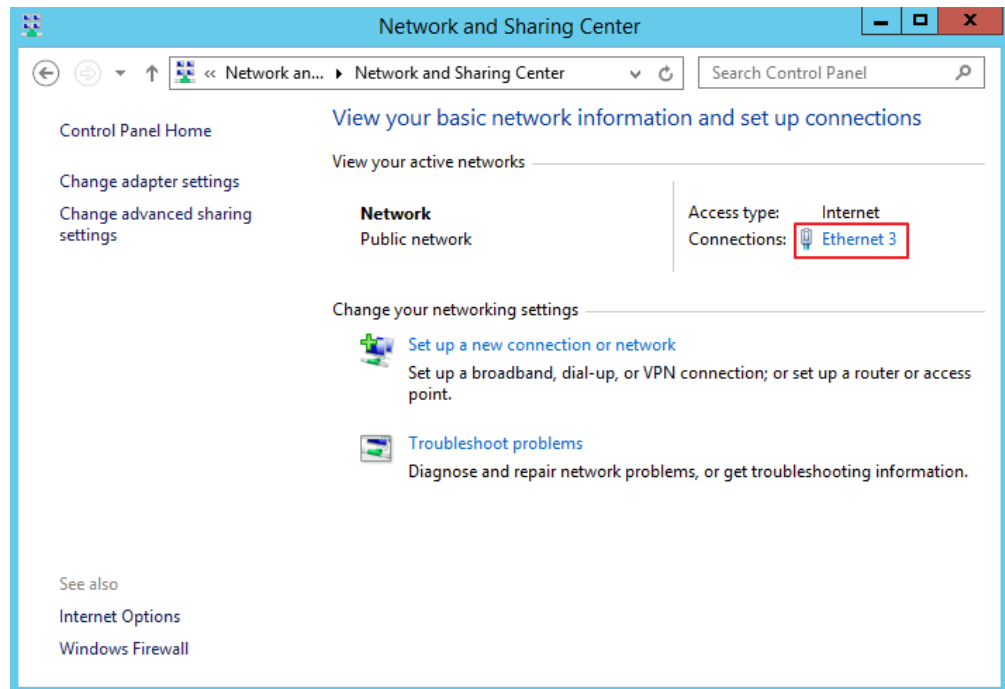 Network and Sharing Center
« Network an... Network and Sharing Center
Search Control Panel
Control Panel Home
Change adapter settings
Change advanced sharing
settings
See also
Internet Options
Windows Firewall
View your basic network information and set up connections
View your active networks
Network
Public network
Access type: Internet
Connections: Ethernet 3
Change your networking settings
Set up a new connection or network
Set up a broadband, dial-up, or VPN connection; or set up a router or access
point.
Troubleshoot problems
Diagnose and repair network problems, or get troubleshooting information.